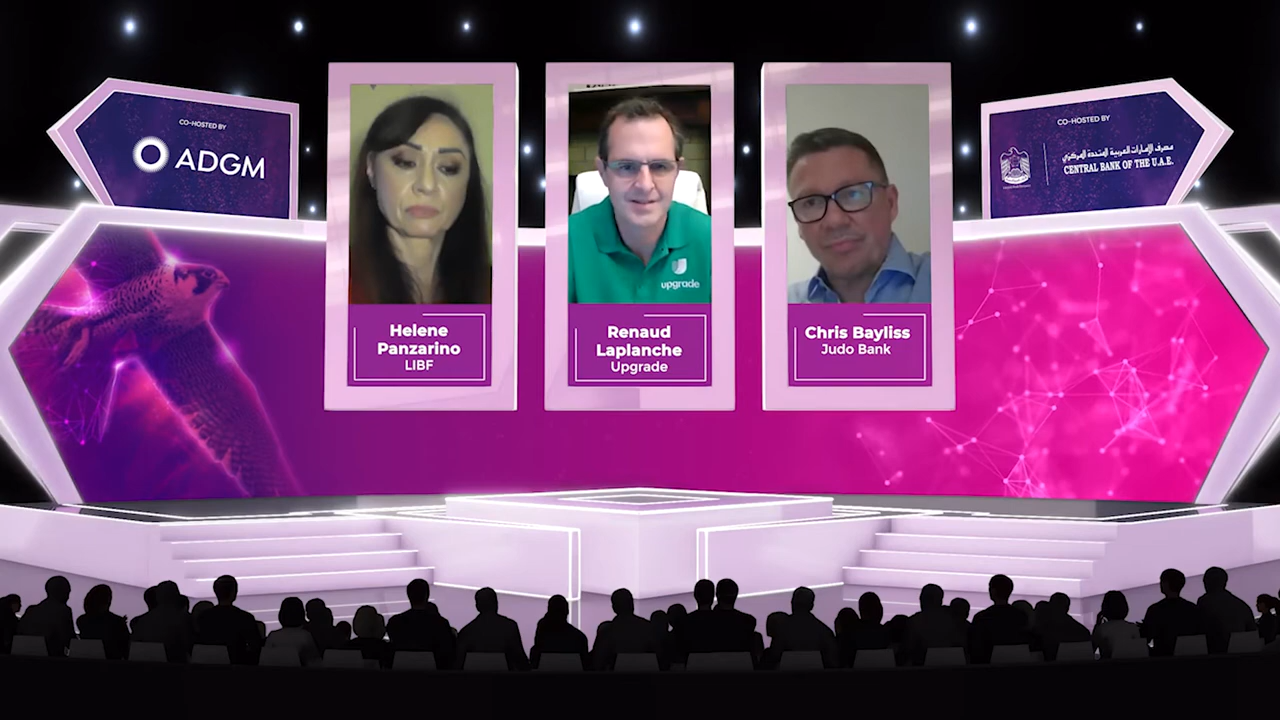 CO-HOSTED BY
ADGM
CO-HOSTED BY
مصرف الإمارات العربية المتحدة المركزي
CENTRAL BANK OF THE U.A.E.
upgrade
Helene
Panzarino
LIBF
Renaud
Laplanche
Upgrade
Chris Bayliss
Judo Bank